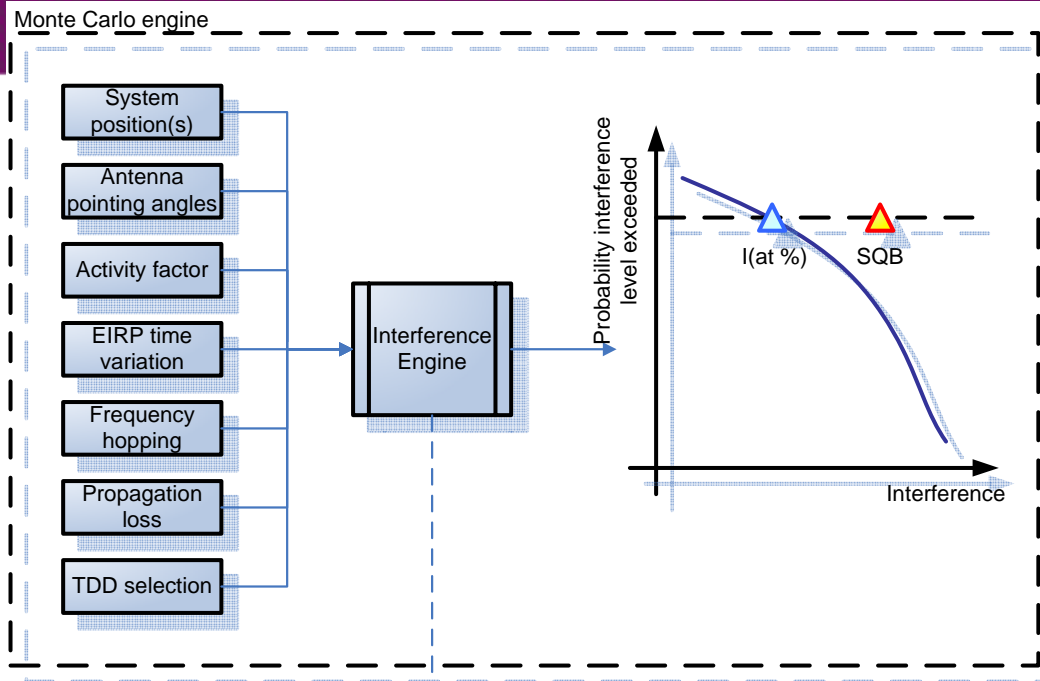 Monte Carlo engine
System
position(s)
Antenna
pointing angles
Activity factor
EIRP time
variation
Frequency
hopping
Propagation
loss
TDD selection
Interference
Engine
Probability interference
level exceeded
I(at %)
SQB
Interference